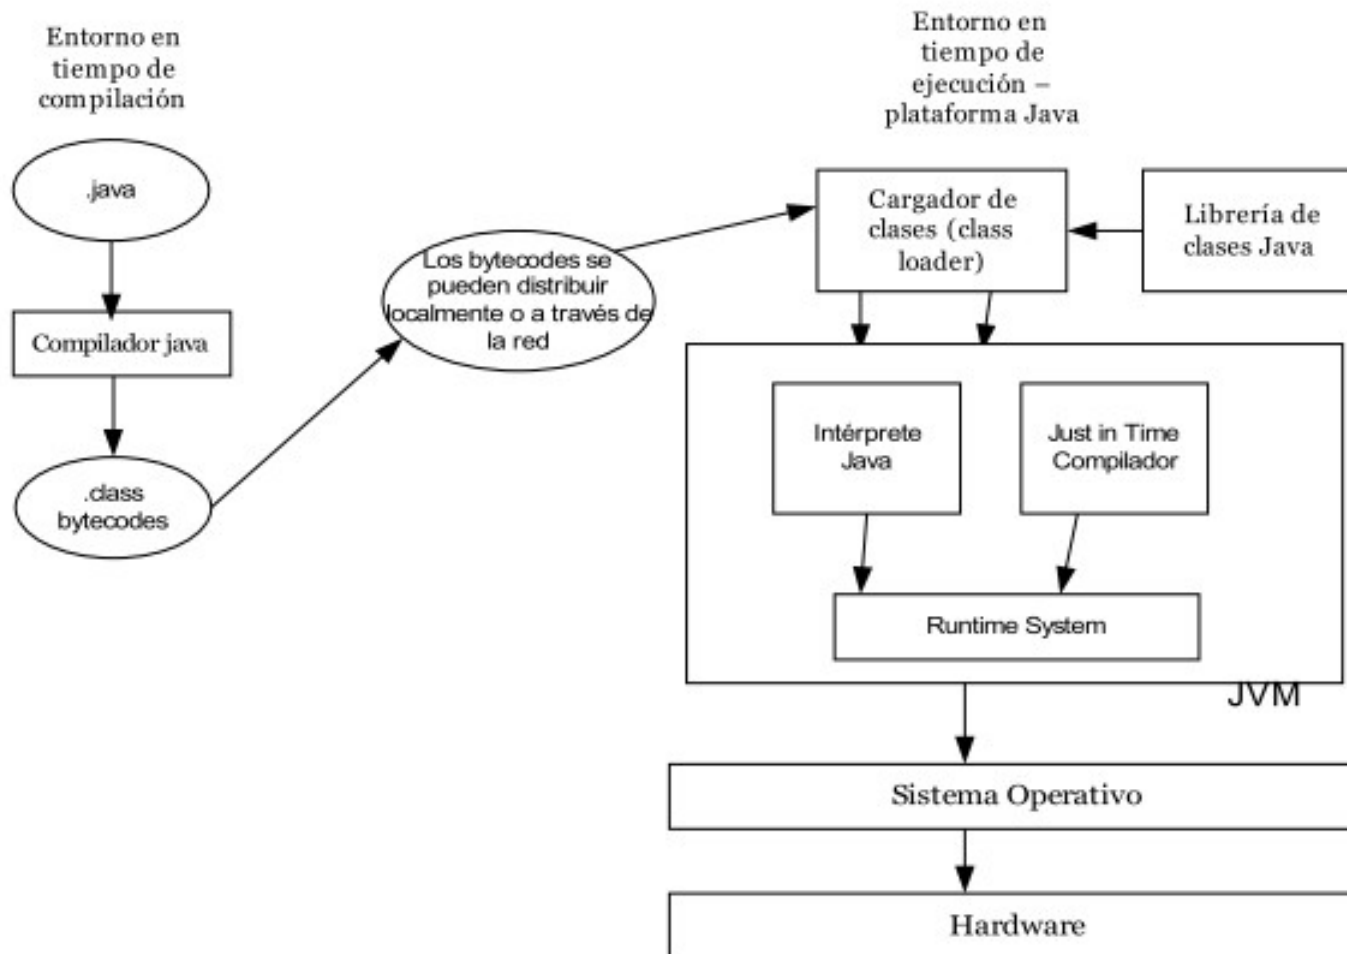 Entorno en
tiempo de
compilación
.java
Compilador java
.class
bytecodes
Los bytecodes se
pueden distribuir
localmente o a través de
la red
Entorno en
tiempo de
ejecución –
plataforma Java
Cargador de
clases (class
loader)
Librería de
clases Java
Intérprete
Java
Just in Time
Compilador
Runtime System
JVM
Sistema Operativo
Hardware